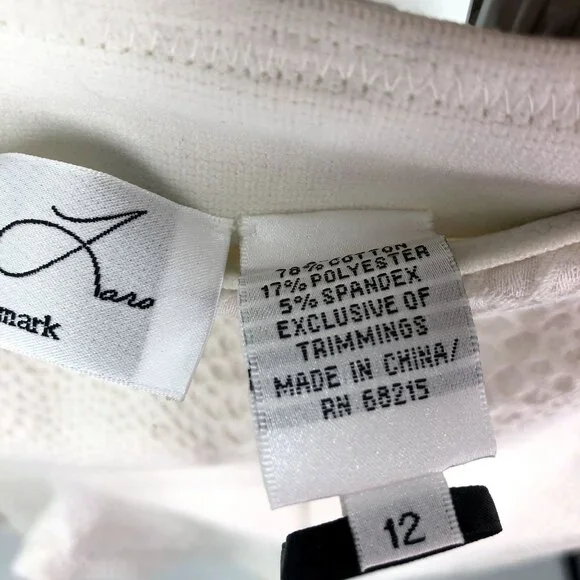 mark
78% COTTON
17% POLYESTER
5% SPANDEX
EXCLUSIVE OF
TRIMMINGS
MADE IN CHINA/
RN 68215
12